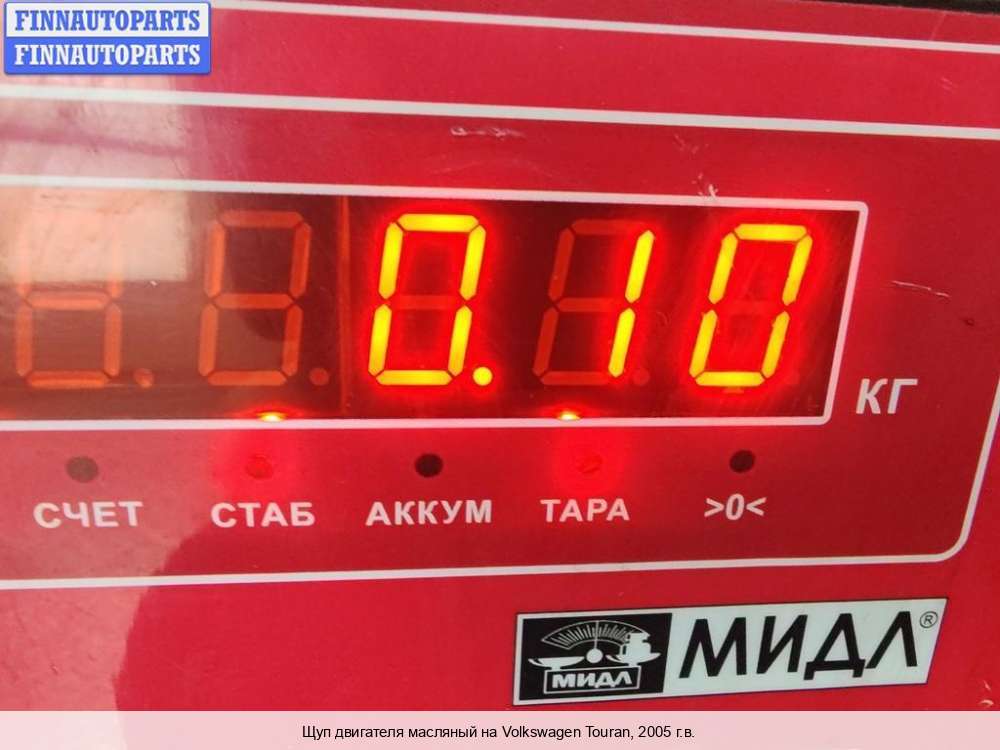 FINNAUTOPARTS
FINNAUTOPARTS
0.10
КГ
СЧЕТ СТАБ АККУМ ТАРА >0<
МИДЛ МИДЛ®
Щуп двигателя масляный на Volkswagen Touran, 2005 г.в.